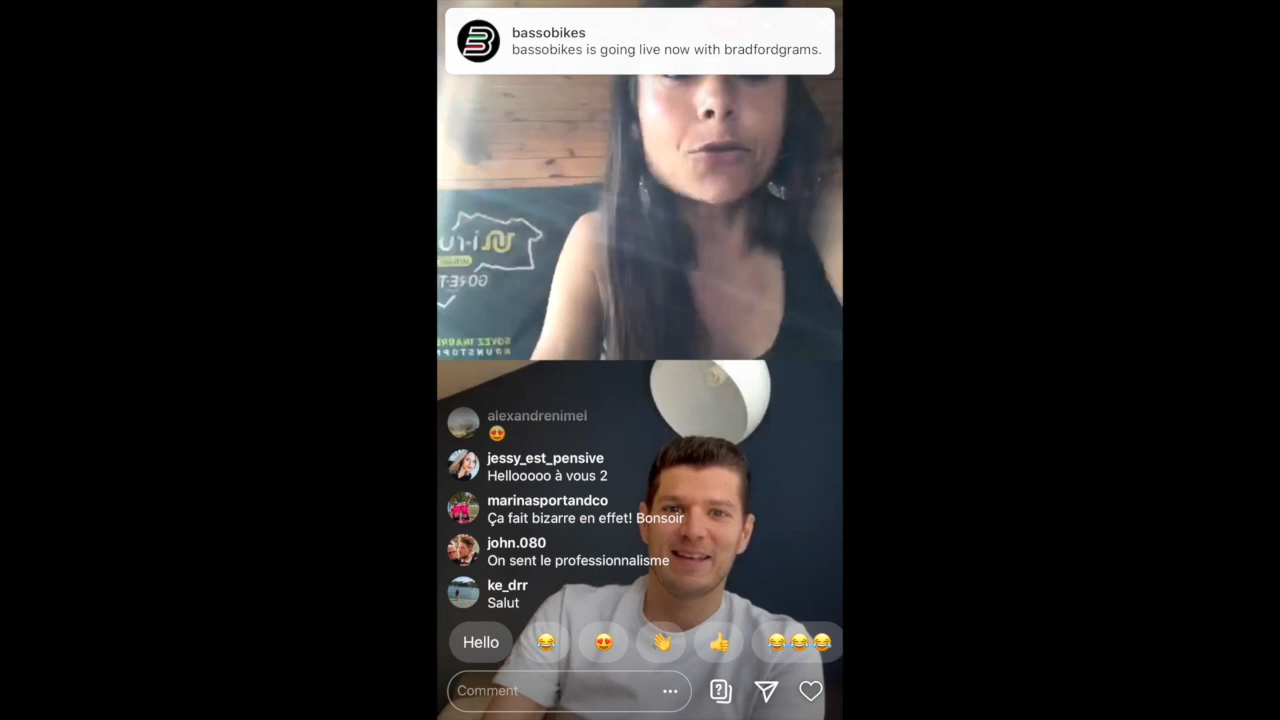 bassobikes
bassobikes is going live now with bradfordgrams.
alexandrenimel
😍
jessy_est_pensive
Hellooooo à vous 2
marinasportandco
Ça fait bizarre en effet! Bonsoir
john.080
On sent le professionnalisme
ke_drr
Salut
Hello 😂 😍 👋 👍 😂😂😂
Comment